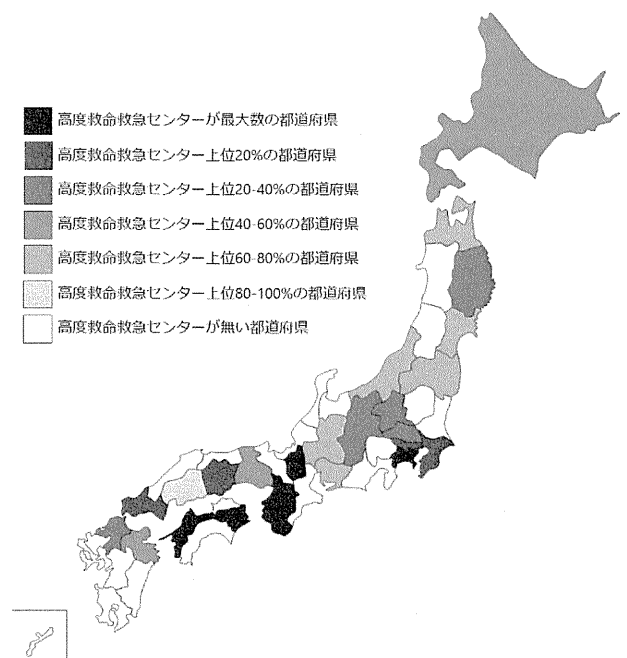 高度救命救急センターが最大数の都道府県
高度救命救急センター上位20%の都道府県
高度救命救急センター上位20-40%の都道府県
高度救命救急センター上位40-60%の都道府県
高度救命救急センター上位60-80%の都道府県
高度救命救急センター上位80-100%の都道府県
高度救命救急センターが無い都道府県